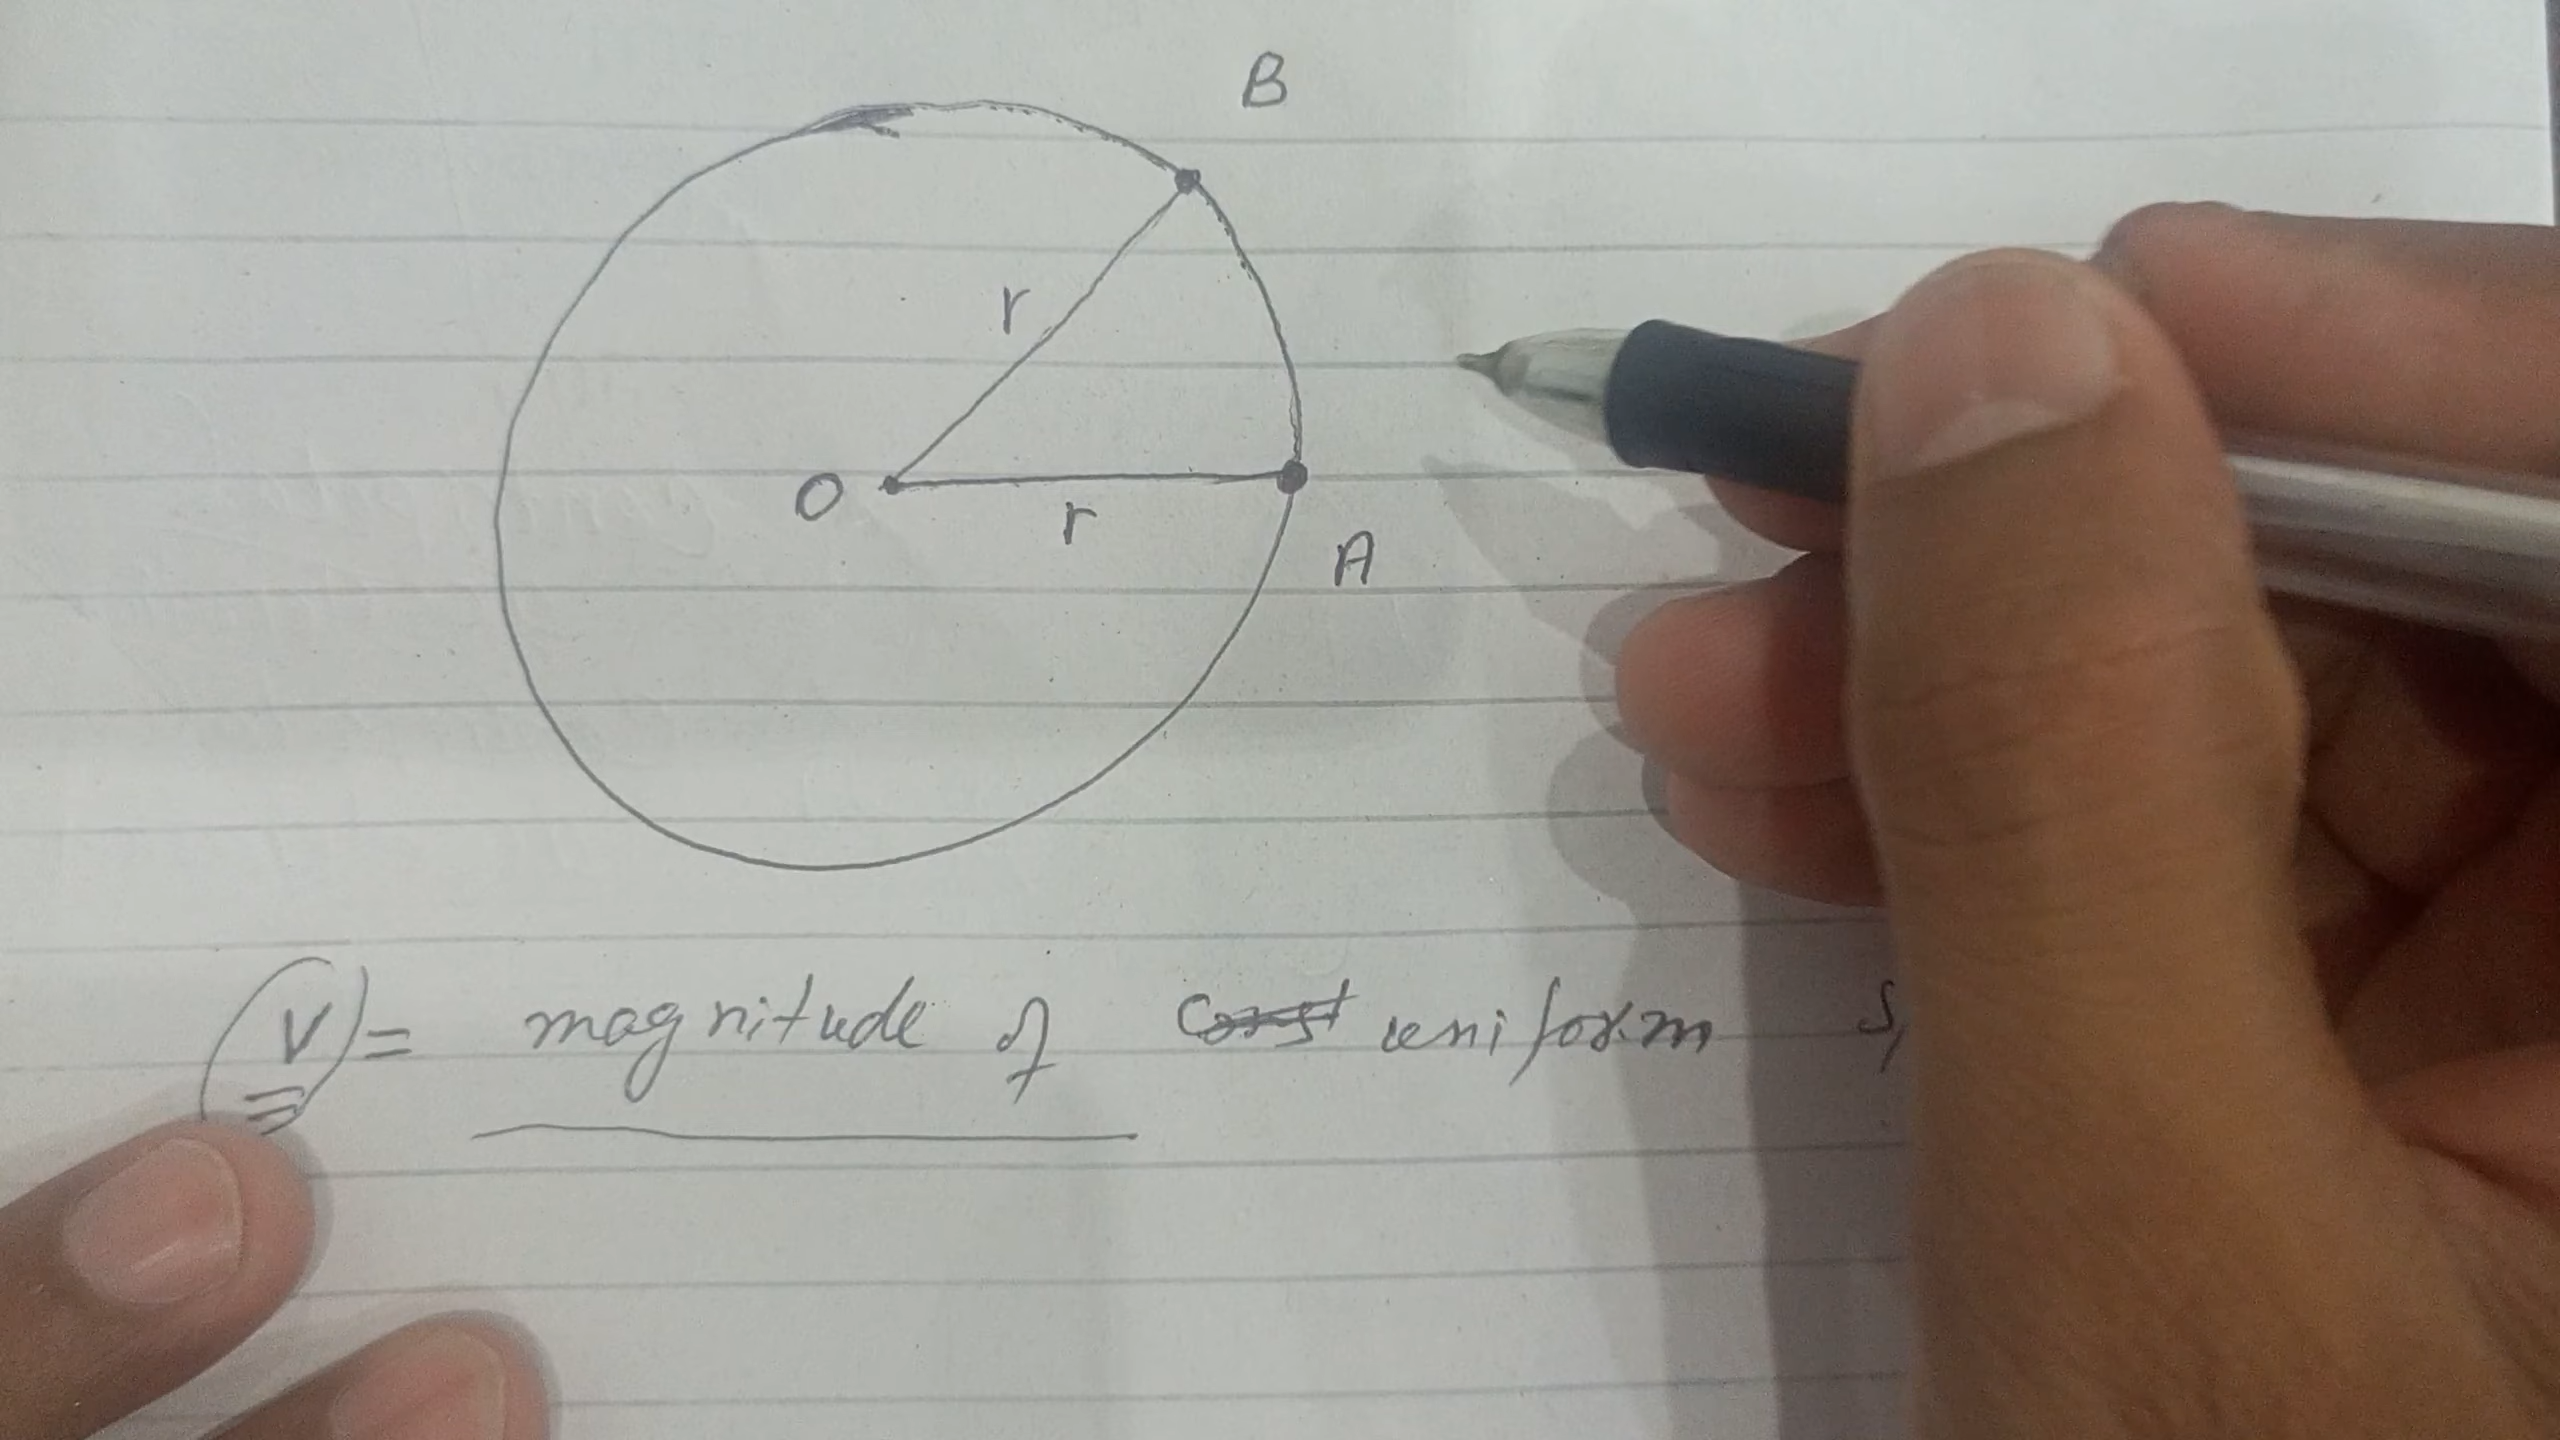 B
r
O
r
A
(V) = magnitude of const uniform